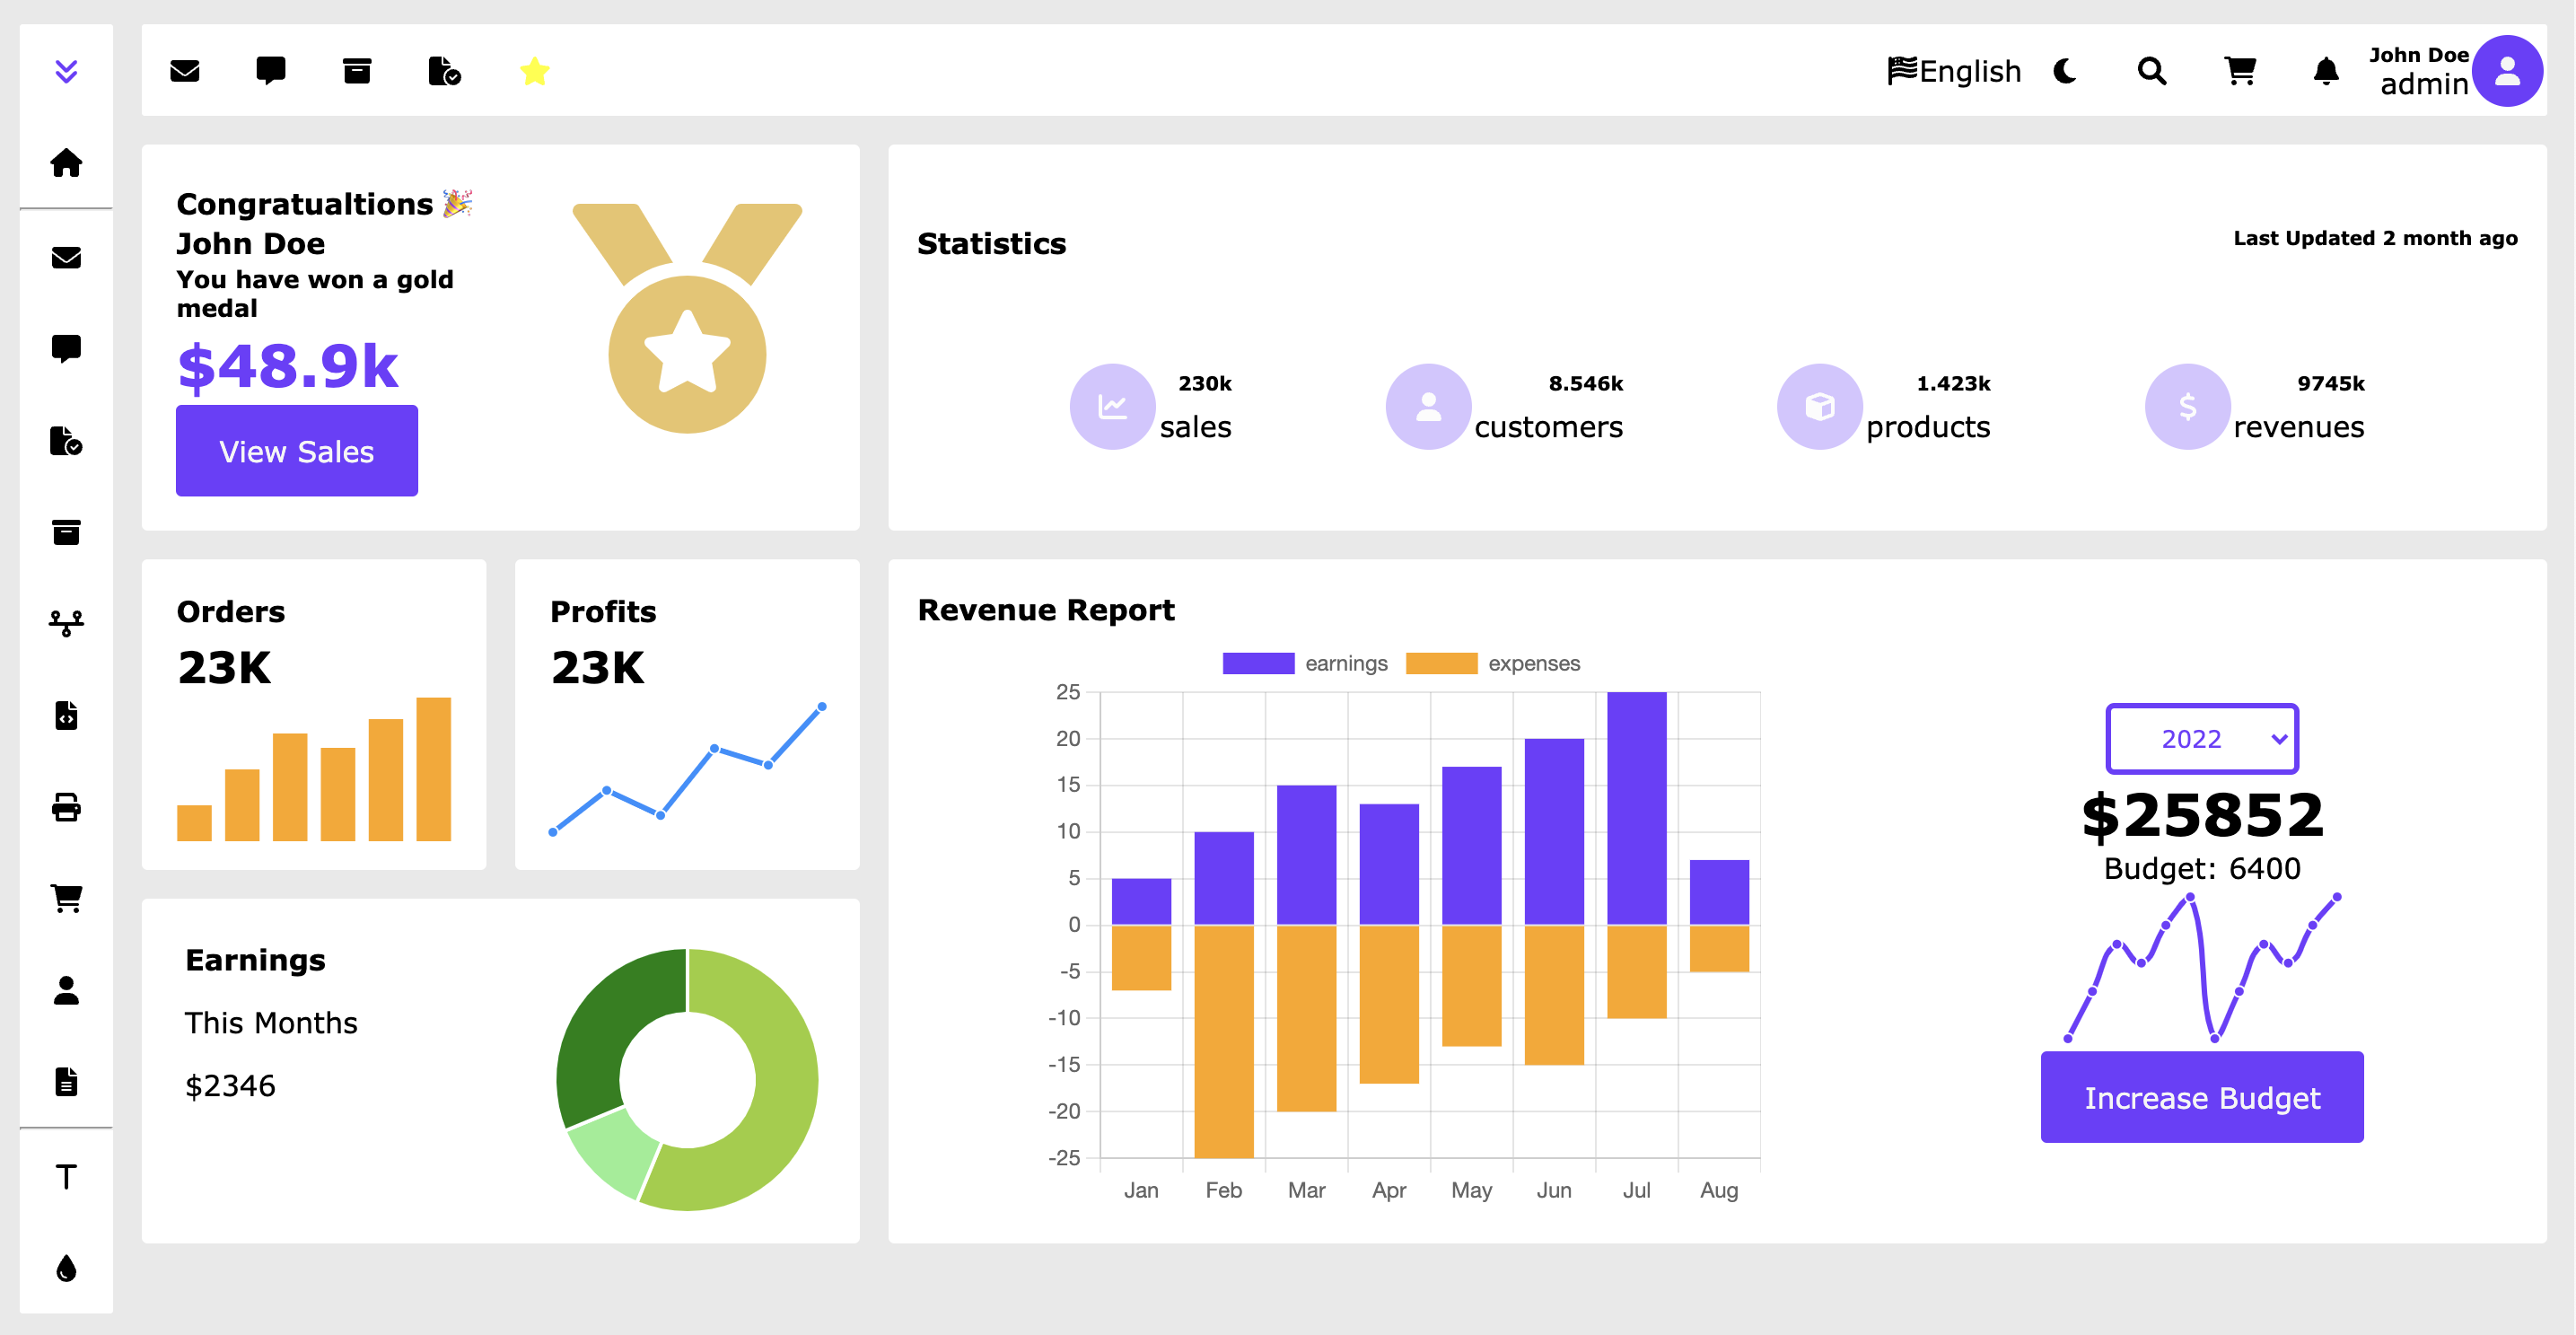 English
John Doe
admin
Congratualtions 🎉
John Doe
You have won a gold
medal
$48.9k
View Sales
Statistics
Last Updated 2 month ago
230k
sales
8.546k
customers
1.423k
products
9745k
revenues
Orders
23K
Profits
23K
Earnings
This Months
$2346
Revenue Report
earnings
expenses
25
20
15
10
5
0
-5
-10
-15
-20
-25
Jan Feb Mar Apr May Jun Jul Aug
2022
$25852
Budget: 6400
Increase Budget
T